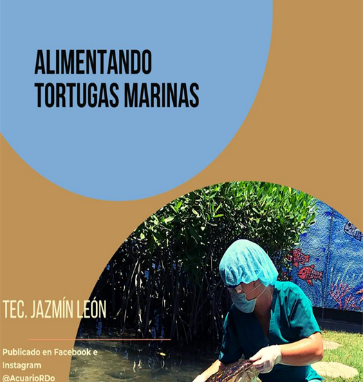 ALIMENTANDO
TORTUGAS MARINAS
TEC. JAZMÍN LEÓN
Publicado en Facebook e
Instagram
@AcuarioRDo